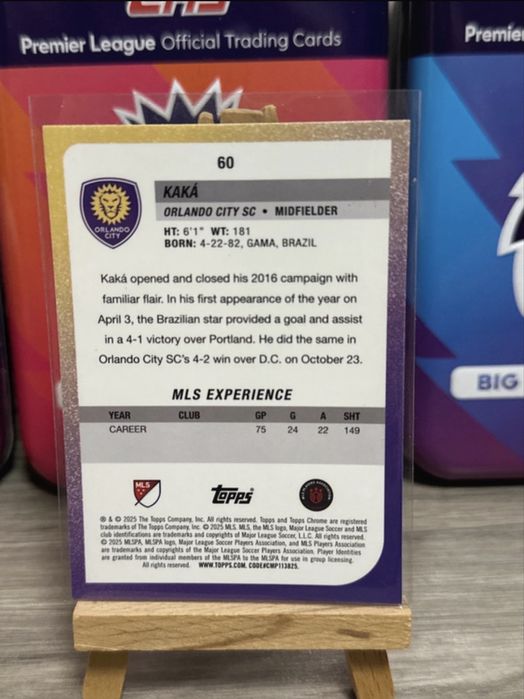 Premier League Official Trading Cards
60
KAKÁ
ORLANDO CITY SC • MIDFIELDER
ORLANDO
CITY
HT: 6'1" WT: 181
BORN: 4-22-82, GAMA, BRAZIL
Kaká opened and closed his 2016 campaign with
familiar flair. In his first appearance of the year on
April 3, the Brazilian star provided a goal and assist
in a 4-1 victory over Portland. He did the same in
Orlando City SC's 4-2 win over D.C. on October 23.
MLS EXPERIENCE
YEAR CLUB GP G A SHT
CAREER 75 24 22 149
MLS
Topps
® & © 2025 The Topps Company, Inc. All rights reserved. Topps and Topps Chrome are registered
trademarks of The Topps Company, Inc. © 2025 MLS. MLS, the MLS logo, Major League Soccer and MLS
club identifications are trademarks and copyrights of Major League Soccer, L.L.C. All rights reserved.
© 2025 MLSPA, MLSPA logo, Major League Soccer Players Association, and MLS Players Association
are trademarks and copyrights of the Major League Soccer Players Association. Player Identities
are granted from individual members of the MLSPA to the MLSPA for use in group licensing.
All rights reserved. WWW.TOPPS.COM. CODE#CMP113825.
BIG